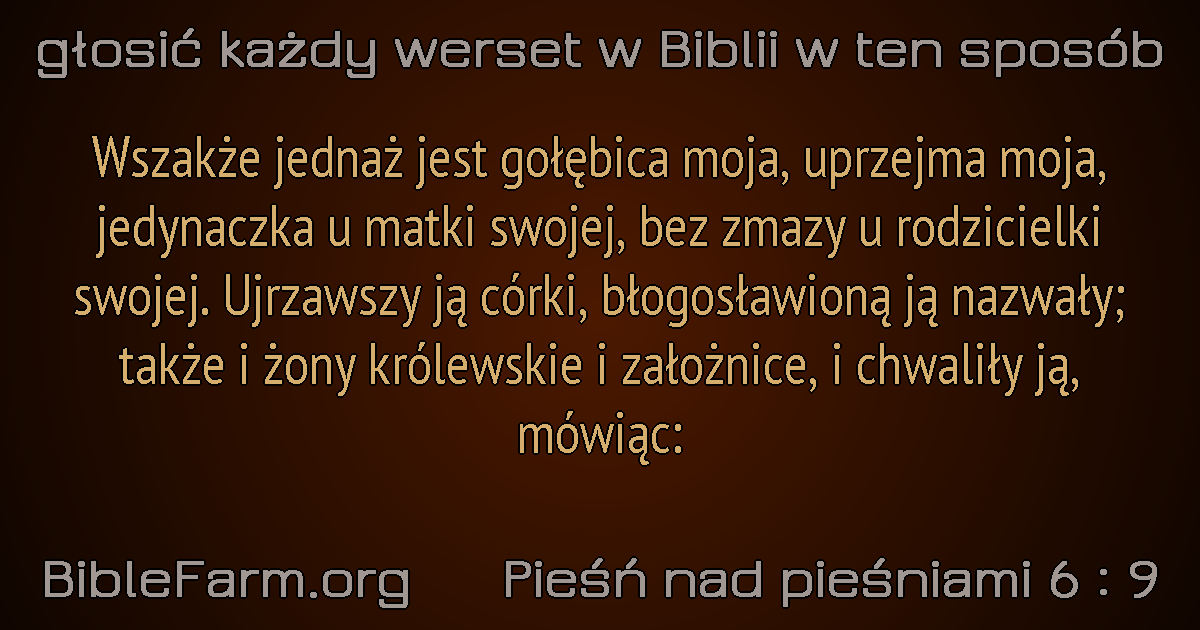 głosić każdy werset w Biblii w ten sposób
Wszakże jednaż jest gołębica moja, uprzejma moja,
jedynaczka u matki swojej, bez zmazy u rodzicielki
swojej. Ujrzawszy ją córki, błogosławioną ją nazwały;
także i żony królewskie i założnice, i chwaliły ją,
mówiąc:
BibleFarm.org Pieśń nad pieśniami 6 : 9